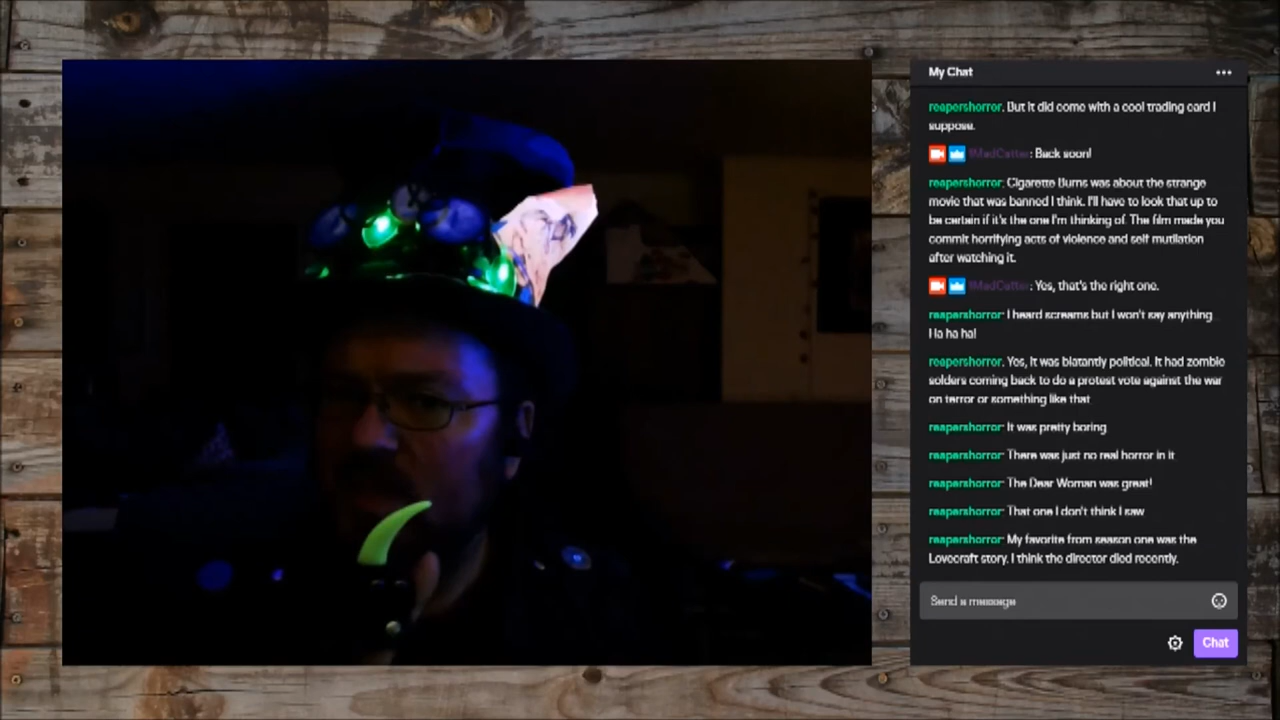 My Chat
reapershorror: But it did come with a cool trading card I
suppose.
!MadCatter: Back soon!
reapershorror: Cigarette Burns was about the strange
movie that was banned I think. I'll have to look that up to
be certain if it's the one I'm thinking of. The film made you
commit horrifying acts of violence and self mutilation
after watching it.
!MadCatter: Yes, that's the right one.
reapershorror: I heard screams but I won't say anything.
Ha ha ha!
reapershorror: Yes, it was blatantly political. It had zombie
solders coming back to do a protest vote against the war
on terror or something like that
reapershorror: It was pretty boring.
reapershorror: There was just no real horror in it.
reapershorror: The Dear Woman was great!
reapershorror: That one I don't think I saw
reapershorror: My favorite from season one was the
Lovecraft story. I think the director died recently.
Send a message
Chat